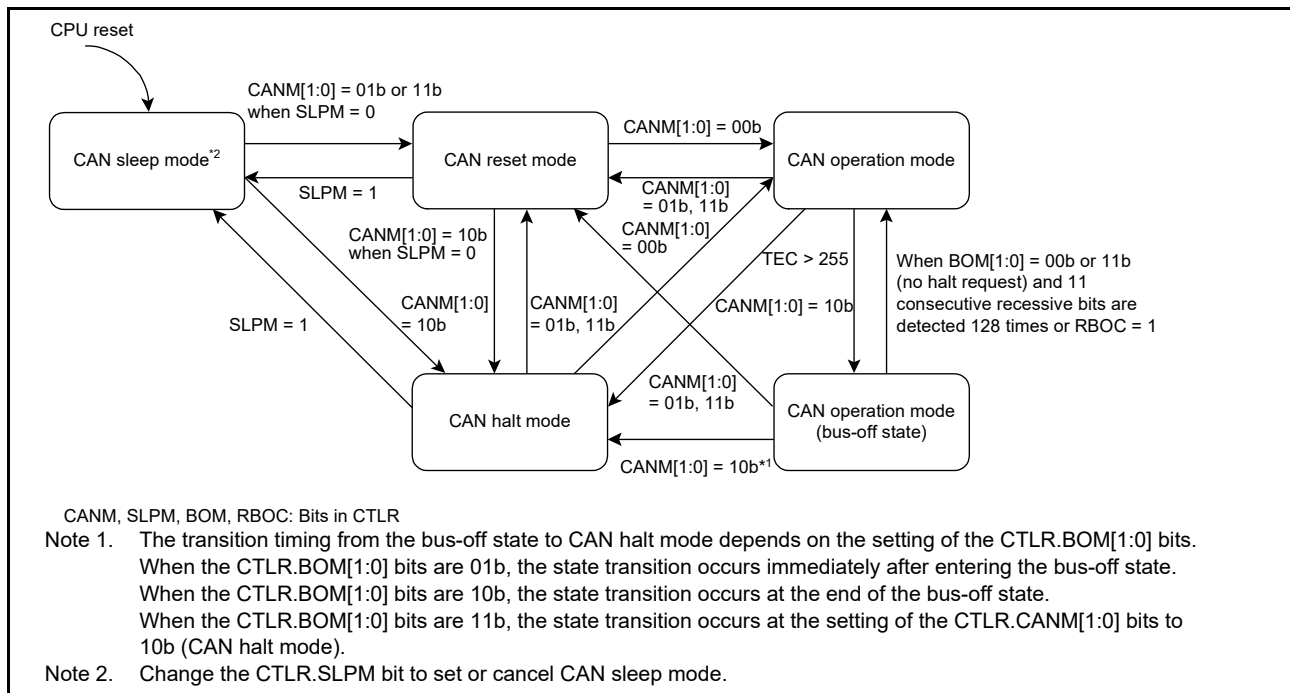 CPU reset
CANM[1:0] = 01b or 11b
when SLPM = 0
CAN sleep mode*2
CAN reset mode
CANM[1:0] = 00b
CAN operation mode
SLPM = 1
CANM[1:0]
= 01b, 11b
CANM[1:0] = 10b
when SLPM = 0
CANM[1:0]
= 00b
TEC > 255
When BOM[1:0] = 00b or 11b
(no halt request) and 11
consecutive recessive bits are
detected 128 times or RBOC = 1
SLPM = 1
CANM[1:0]
= 10b
CANM[1:0]
= 01b, 11b
CANM[1:0] = 10b
CAN halt mode
CANM[1:0]
= 01b, 11b
CAN operation mode
(bus-off state)
CANM[1:0] = 10b*1
CANM, SLPM, BOM, RBOC: Bits in CTLR
Note 1. The transition timing from the bus-off state to CAN halt mode depends on the setting of the CTLR.BOM[1:0] bits.
When the CTLR.BOM[1:0] bits are 01b, the state transition occurs immediately after entering the bus-off state.
When the CTLR.BOM[1:0] bits are 10b, the state transition occurs at the end of the bus-off state.
When the CTLR.BOM[1:0] bits are 11b, the state transition occurs at the setting of the CTLR.CANM[1:0] bits to
10b (CAN halt mode).
Note 2. Change the CTLR.SLPM bit to set or cancel CAN sleep mode.